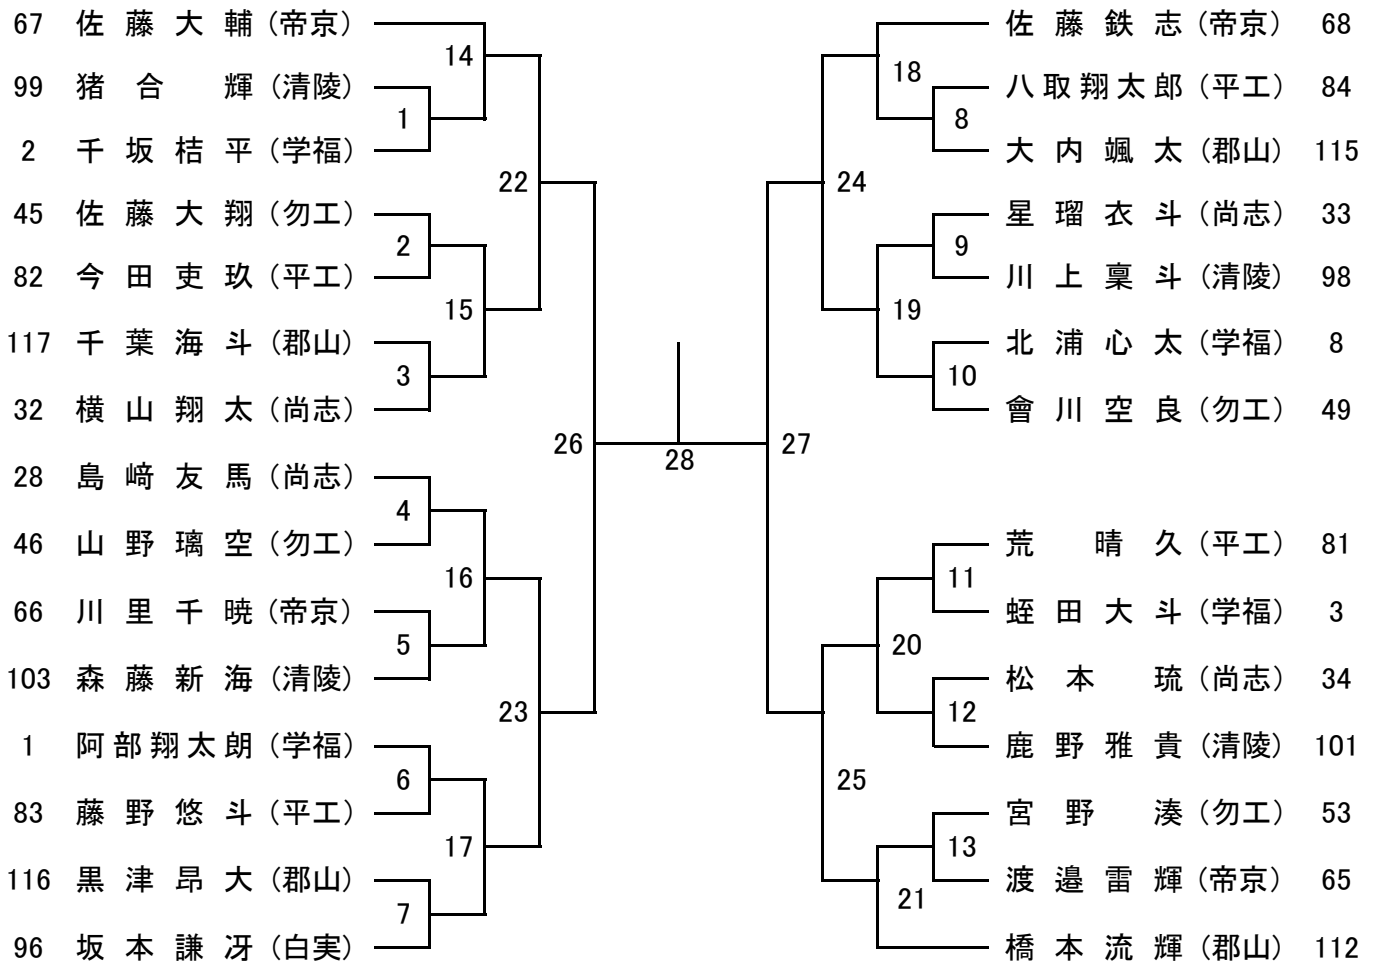 67 佐藤大輔（帝京）
14
99 猪合 輝（清陵）
1
2 千坂桔平（学福）
22
45 佐藤大翔（勿工）
2
82 今田吏玖（平工）
15
117 千葉海斗（郡山）
3
32 横山翔太（尚志）
26
28 島﨑友馬（尚志）
4
46 山野璃空（勿工）
16
66 川里千暁（帝京）
5
103 森藤新海（清陵）
23
1 阿部翔太朗（学福）
6
83 藤野悠斗（平工）
17
116 黒津昂大（郡山）
7
96 坂本謙冴（白実）
28
佐藤鉄志（帝京） 68
18
八取翔太郎（平工） 84
8
大内颯太（郡山） 115
24
星瑠衣斗（尚志） 33
9
川上稟斗（清陵） 98
19
北浦心太（学福） 8
10
會川空良（勿工） 49
27
荒 晴久（平工） 81
11
蛭田大斗（学福） 3
20
松本 琉（尚志） 34
12
鹿野雅貴（清陵） 101
25
宮野 湊（勿工） 53
13
渡邉雷輝（帝京） 65
21
橋本流輝（郡山） 112